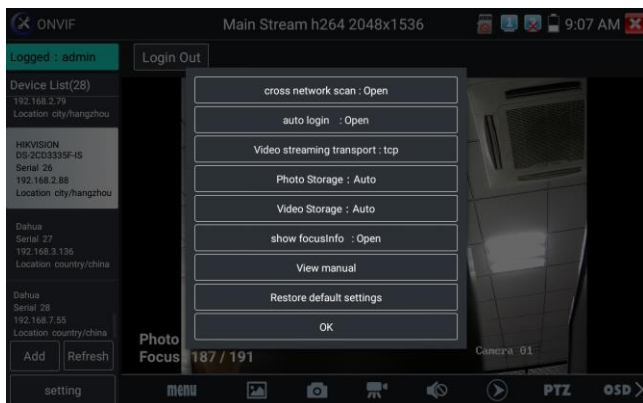 ONVIF
Main Stream h264 2048x1536
9:07 AM
Logged : admin
Login Out
Device List(28)
192.168.2.79
Location city/hangzhou
HIKVISION
DS-2CD3335F-IS
Serial 26
192.168.2.88
Location city/hangzhou
Dahua
Serial 27
192.168.3.136
Location country/china
Dahua
Serial 28
192.168.7.55
Location country/china
Add
Refresh
setting
cross network scan : Open
auto login : Open
Video streaming transport : tcp
Photo Storage : Auto
Video Storage : Auto
show focusInfo : Open
View manual
Restore default settings
OK
Photo
Focus 187 / 191
Camera 01
menu
PTZ
OSD